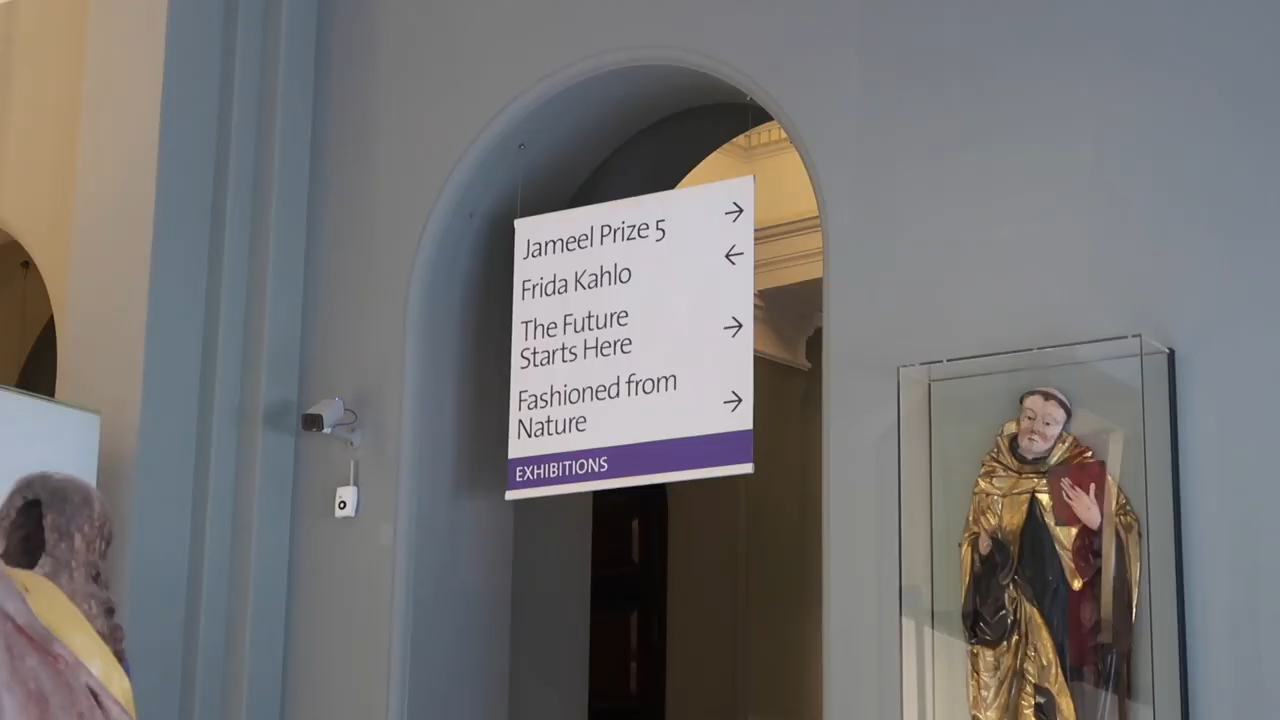 Jameel Prize 5 →
Frida Kahlo ←
The Future
Starts Here →
Fashioned from
Nature →
EXHIBITIONS